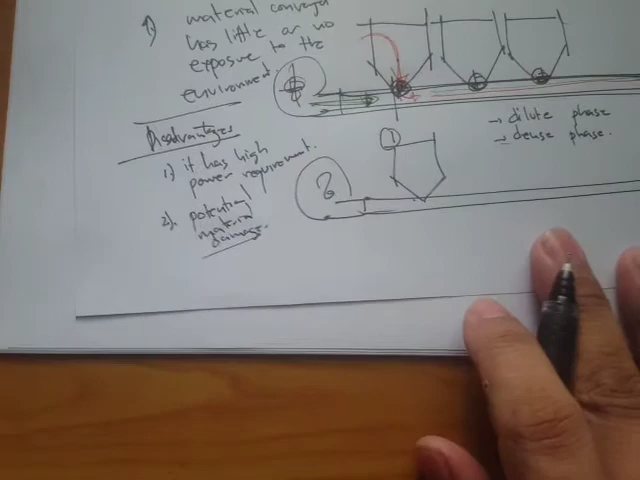 1) material conveyed
has little or no
exposure to the
environment.
Disadvantages
1) it has high
power requirement.
2). potential
material
damage.
→ dilute phase
→ dense phase.
1